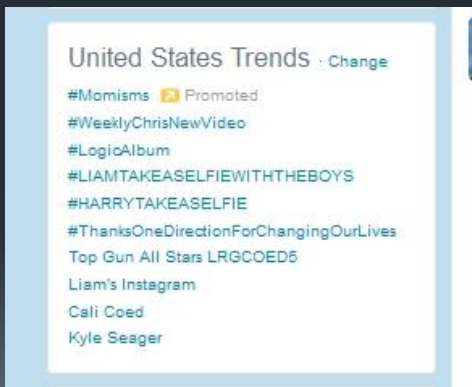 United States Trends · Change
#Momisms Promoted
#WeeklyChrisNewVideo
#LogicAlbum
#LIAMTAKEASELFIEWITHTHEBOYS
#HARRYTAKEASELFIE
#ThanksOneDirectionForChangingOurLives
Top Gun All Stars LRGCOED5
Liam's Instagram
Cali Coed
Kyle Seager